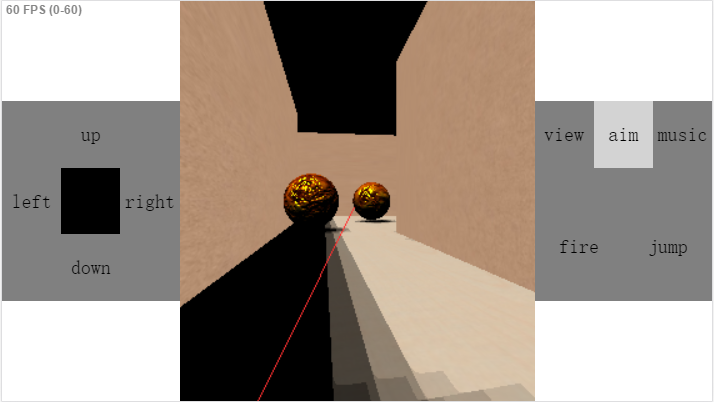 60 FPS (0-60)
up
left right
down
view aim music
fire jump